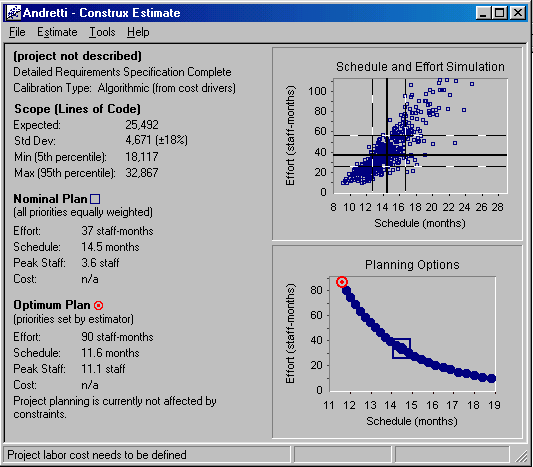 Andretti - Construx Estimate
File Estimate Tools Help
(project not described)
Detailed Requirements Specification Complete
Calibration Type: Algorithmic (from cost drivers)
Scope (Lines of Code)
Expected: 25,492
Std Dev: 4,671 (±18%)
Min (5th percentile): 18,117
Max (95th percentile): 32,867
Nominal Plan
(all priorities equally weighted)
Effort: 37 staff-months
Schedule: 14.5 months
Peak Staff: 3.6 staff
Cost: n/a
Optimum Plan
(priorities set by estimator)
Effort: 90 staff-months
Schedule: 11.6 months
Peak Staff: 11.1 staff
Cost: n/a
Project planning is currently not affected by
constraints.
Schedule and Effort Simulation
Effort (staff-months)
100
80
60
40
20
0
8 10 12 14 16 18 20 22 24 26 28
Schedule (months)
Planning Options
Effort (staff-months)
80
60
40
20
0
11 12 13 14 15 16 17 18 19
Schedule (months)
Project labor cost needs to be defined